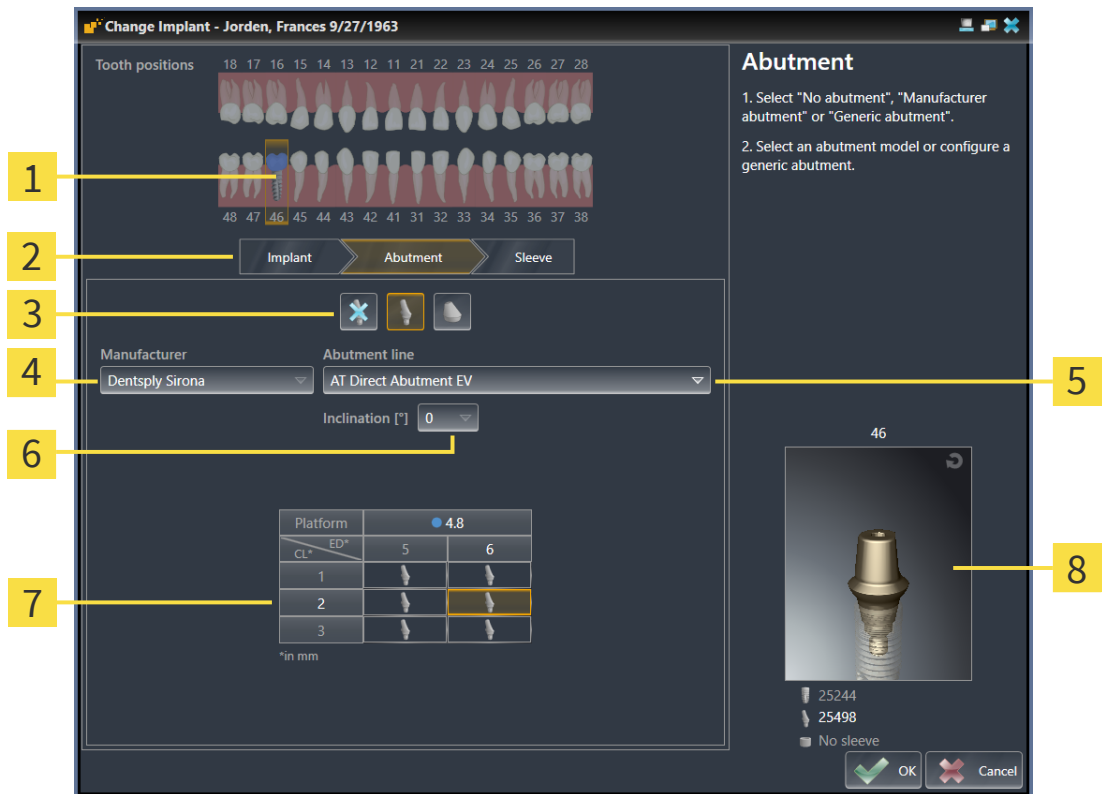 Change Implant - Jorden, Frances 9/27/1963
Tooth positions
18 17 16 15 14 13 12 11 21 22 23 24 25 26 27 28
48 47 46 45 44 43 42 41 31 32 33 34 35 36 37 38
1
2
Implant Abutment Sleeve
3
Manufacturer Abutment line
4
Dentsply Sirona AT Direct Abutment EV
5
Inclination [°] 0
6
Platform 4.8
CL* ED* 5 6
1
2
3
7
*in mm
Abutment
1. Select "No abutment", "Manufacturer
abutment" or "Generic abutment".
2. Select an abutment model or configure a
generic abutment.
46
8
25244
25498
No sleeve
OK Cancel